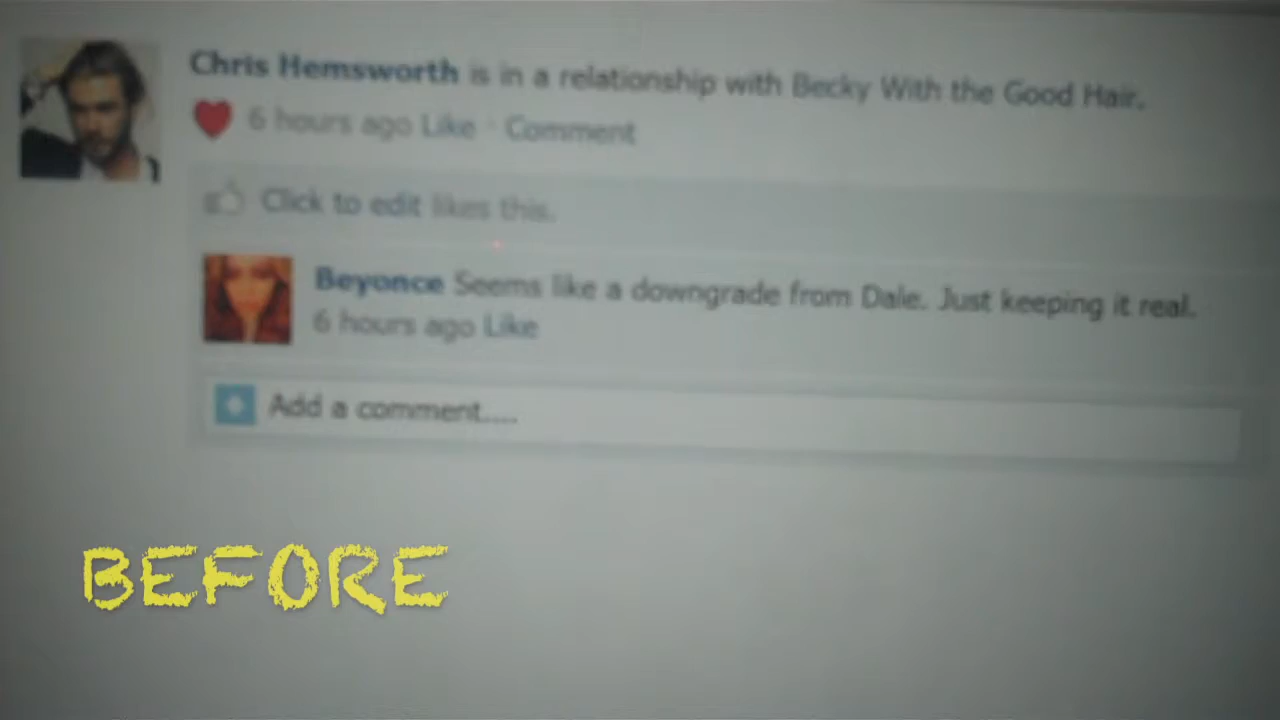 Chris Hemsworth is in a relationship with Becky With the Good Hair.
6 hours ago Like · Comment
Click to edit likes this.
Beyonce Seems like a downgrade from Dale. Just keeping it real.
6 hours ago Like
Add a comment.....
BEFORE